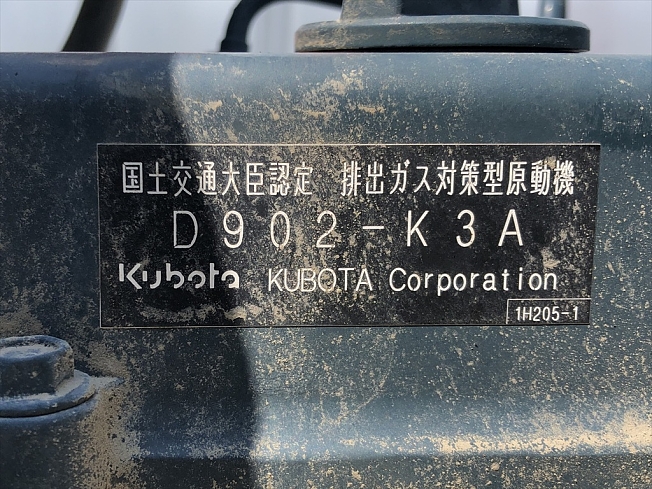 国土交通大臣認定 排出ガス対策型原動機
D902-K3A
Kubota KUBOTA Corporation
1H205-1